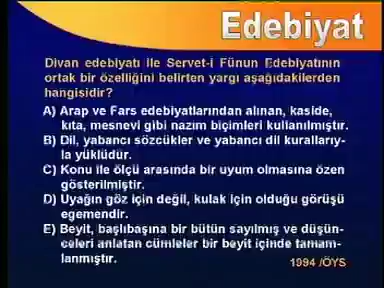 Edebiyat
Divan edebiyatı ile Servet-i Fünun Edebiyatının
ortak bir özelliğini belirten yargı aşağıdakilerden
hangisidir?
A) Arap ve Fars edebiyatlarından alınan, kaside,
kıta, mesnevi gibi nazım biçimleri kullanılmıştır.
B) Dil, yabancı sözcükler ve yabancı dil kurallarıy-
la yüklüdür.
C) Konu ile ölçü arasında bir uyum olmasına özen
gösterilmiştir.
D) Uyağın göz için değil, kulak için olduğu görüşü
egemendir.
E) Beyit, başlıbaşına bir bütün sayılmış ve düşün-
celeri anlatan cümleler bir beyit içinde tamam-
lanmıştır.
1994 /ÖYS